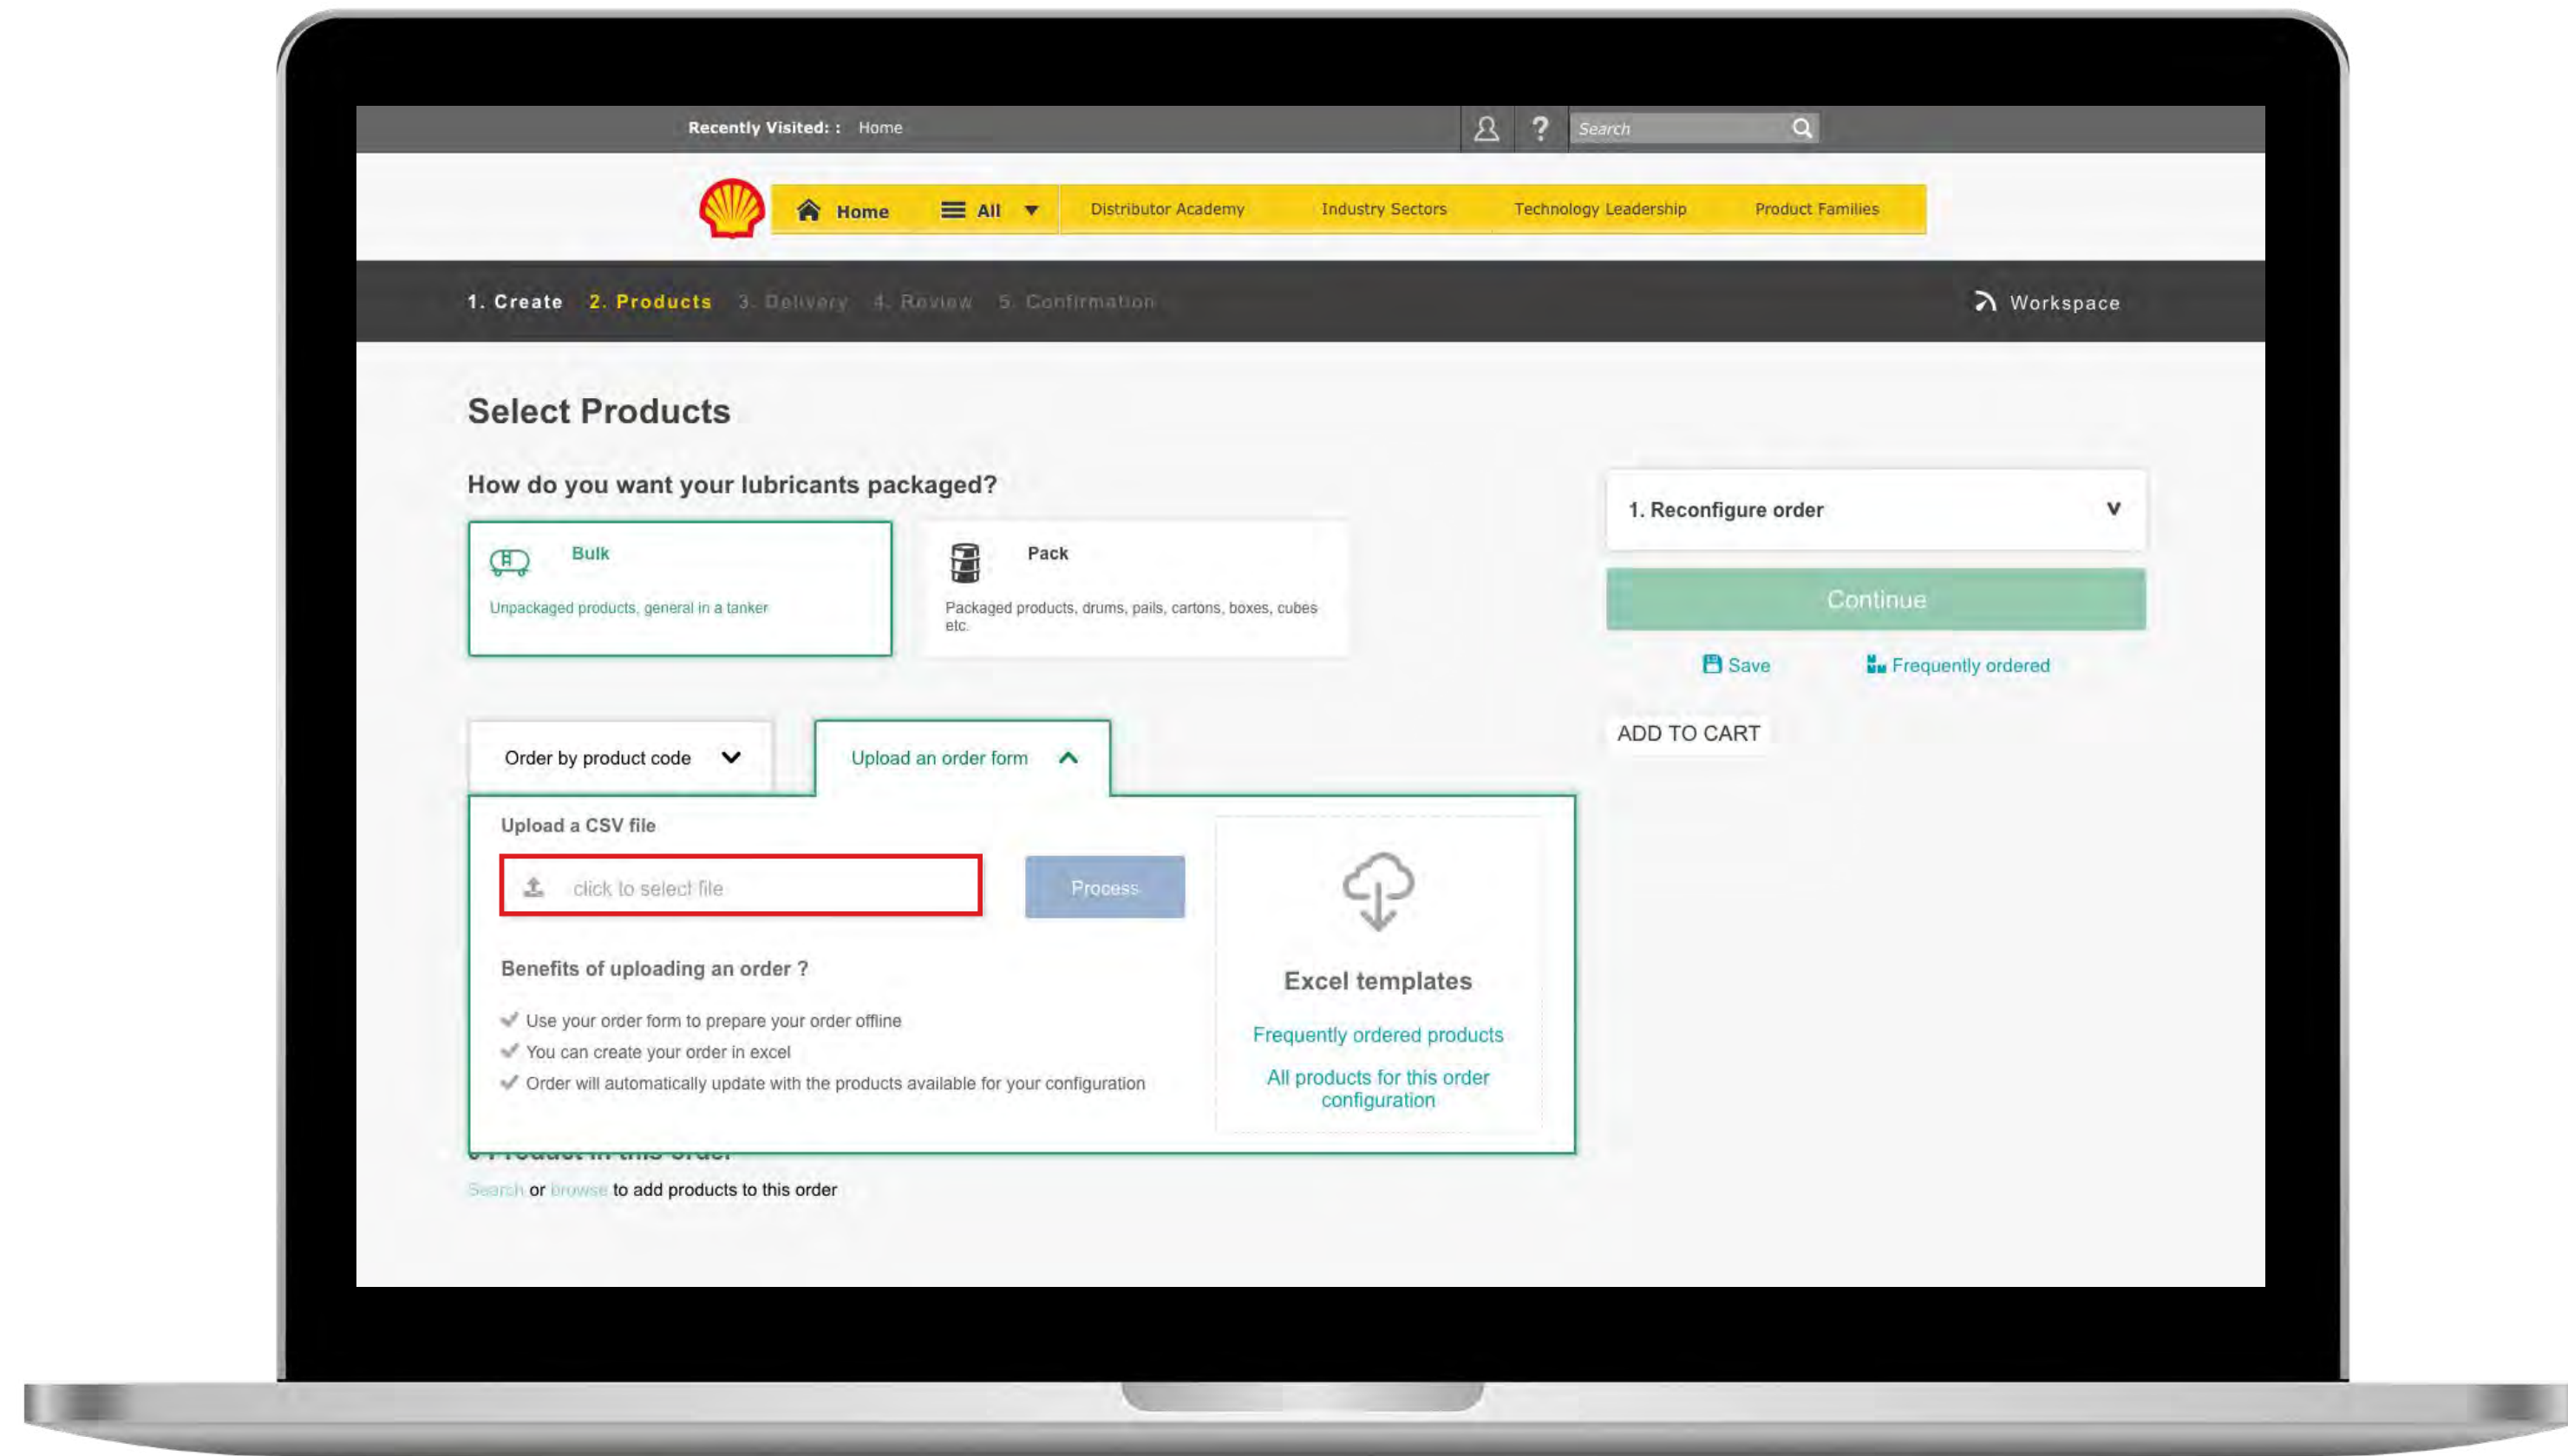 Recently Visited: : Home
Search
Home
All
Distributor Academy
Industry Sectors
Technology Leadership
Product Families
1. Create 2. Products 3. Delivery 4. Review 5. Confirmation
Workspace
Select Products
How do you want your lubricants packaged?
Bulk
Unpackaged products, general in a tanker
Pack
Packaged products, drums, pails, cartons, boxes, cubes
etc.
1. Reconfigure order
Continue
Save
Frequently ordered
ADD TO CART
Order by product code
Upload an order form
Upload a CSV file
click to select file
Process
Benefits of uploading an order ?
Use your order form to prepare your order offline
You can create your order in excel
Order will automatically update with the products available for your configuration
Excel templates
Frequently ordered products
All products for this order
configuration
Product in this order
Search or browse to add products to this order